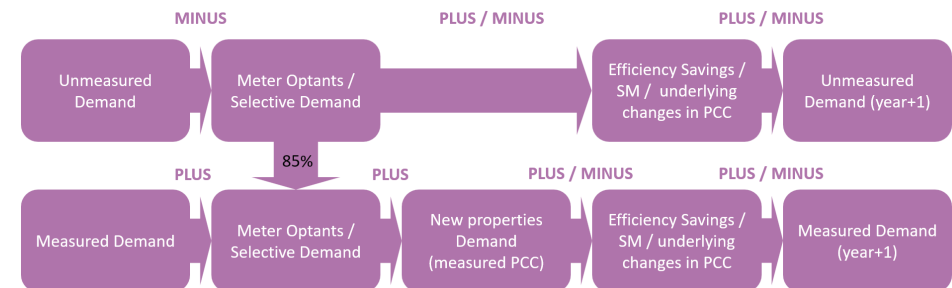 MINUS
PLUS / MINUS
PLUS / MINUS
Unmeasured
Demand
Meter Optants /
Selective Demand
Efficiency Savings /
SM /  underlying
changes in PCC
Unmeasured
Demand (year+1)
85%
PLUS
PLUS
PLUS / MINUS
PLUS / MINUS
Measured Demand
Meter Optants /
Selective Demand
New properties
Demand
(measured PCC)
Efficiency Savings /
SM / underlying
changes in PCC
Measured Demand
(year+1)